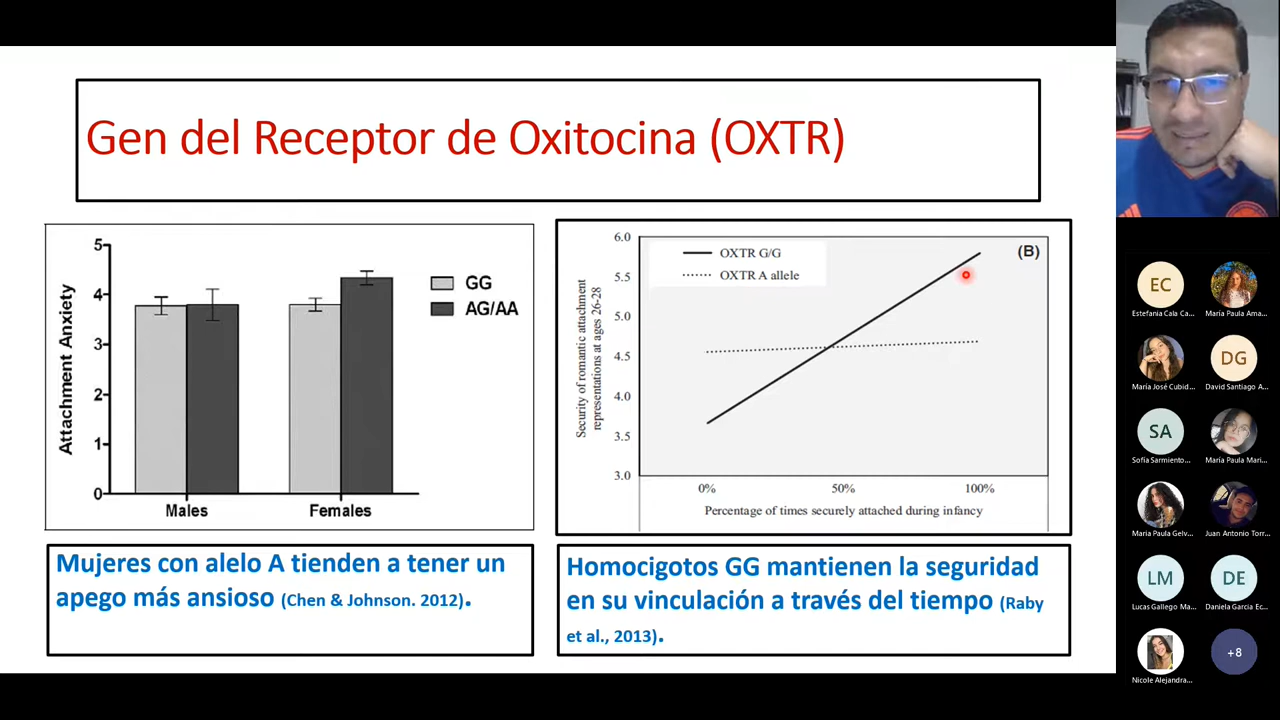 Gen del Receptor de Oxitocina (OXTR)
5
4
3
2
1
0
Attachment Anxiety
Males
Females
GG
AG/AA
6.0
5.5
5.0
4.5
4.0
3.5
3.0
Security of romantic attachment
representations at ages 26-28
OXTR G/G
OXTR A allele
(B)
0%
50%
100%
Percentage of times securely attached during infancy
Mujeres con alelo A tienden a tener un
apego más ansioso (Chen & Johnson. 2012).
Homocigotos GG mantienen la seguridad
en su vinculación a través del tiempo (Raby
et al., 2013).
EC
Estefania Cala Ca...
María Paula Ama...
María José Cubid...
DG
David Santiago A...
SA
Sofía Sarmiento...
María Paula Mari...
Maria Paula Gelv...
Juan Antonio Torr...
LM
Lucas Gallego Ma...
DE
Daniela Garcia Ec...
Nicole Alejandra...
+8